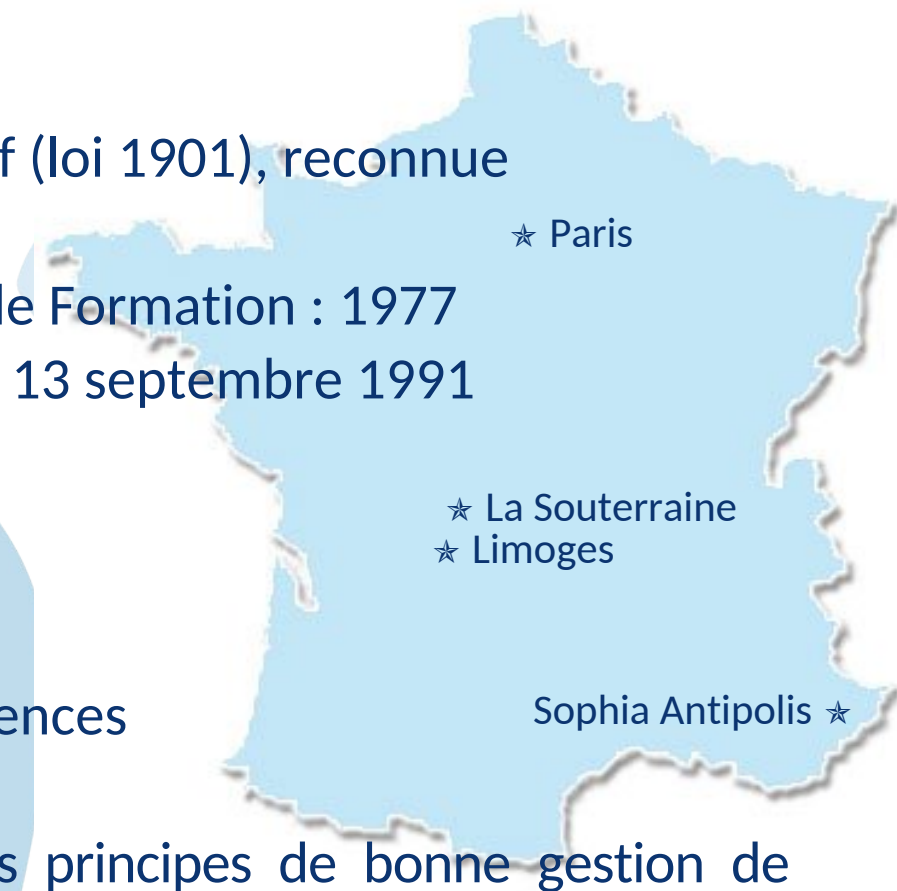 f (loi 1901), reconnue
☆ Paris
de Formation : 1977
13 septembre 1991
☆ La Souterraine
☆ Limoges
ences
Sophia Antipolis ☆
s principes de bonne gestion de